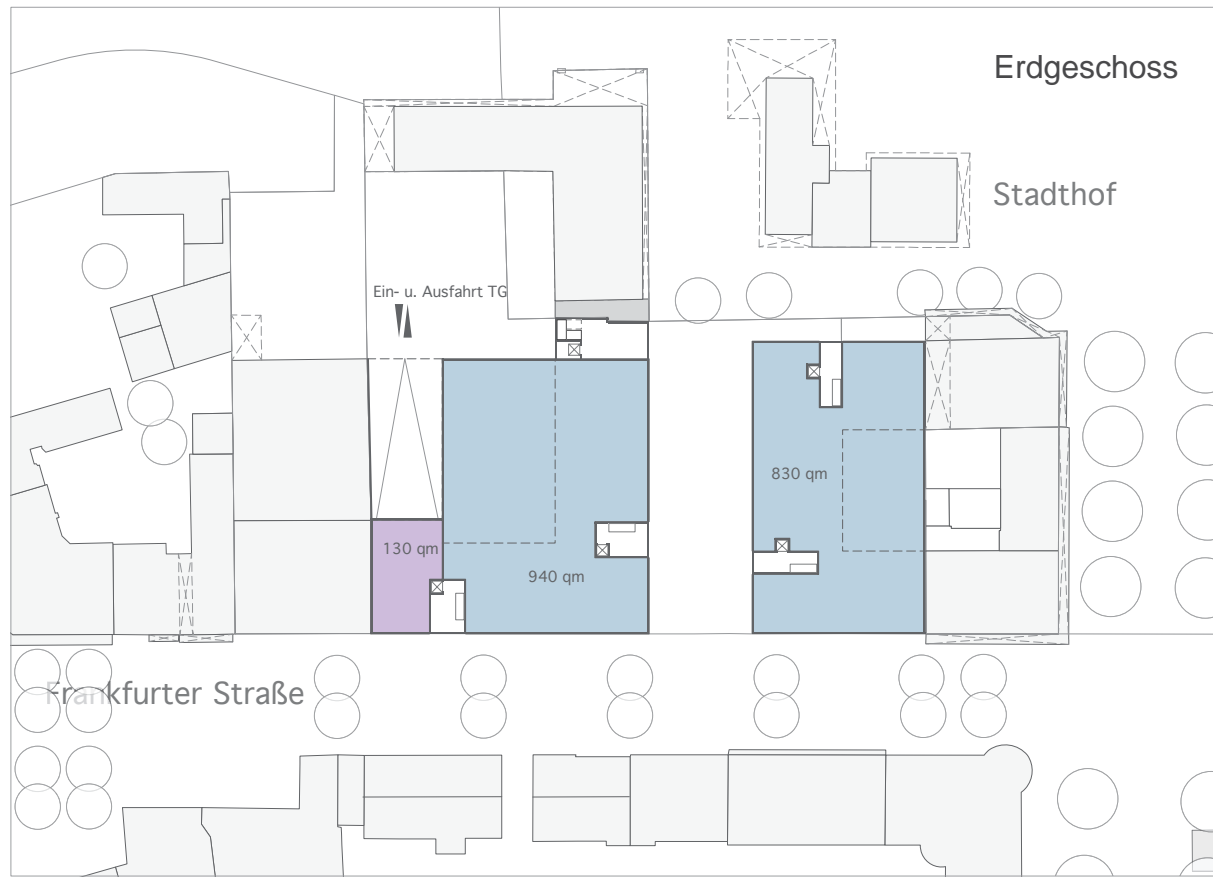 Erdgeschoss
Stadthof
Ein- u. Ausfahrt TG
830 qm
130 qm
940 qm
Frankfurter Straße